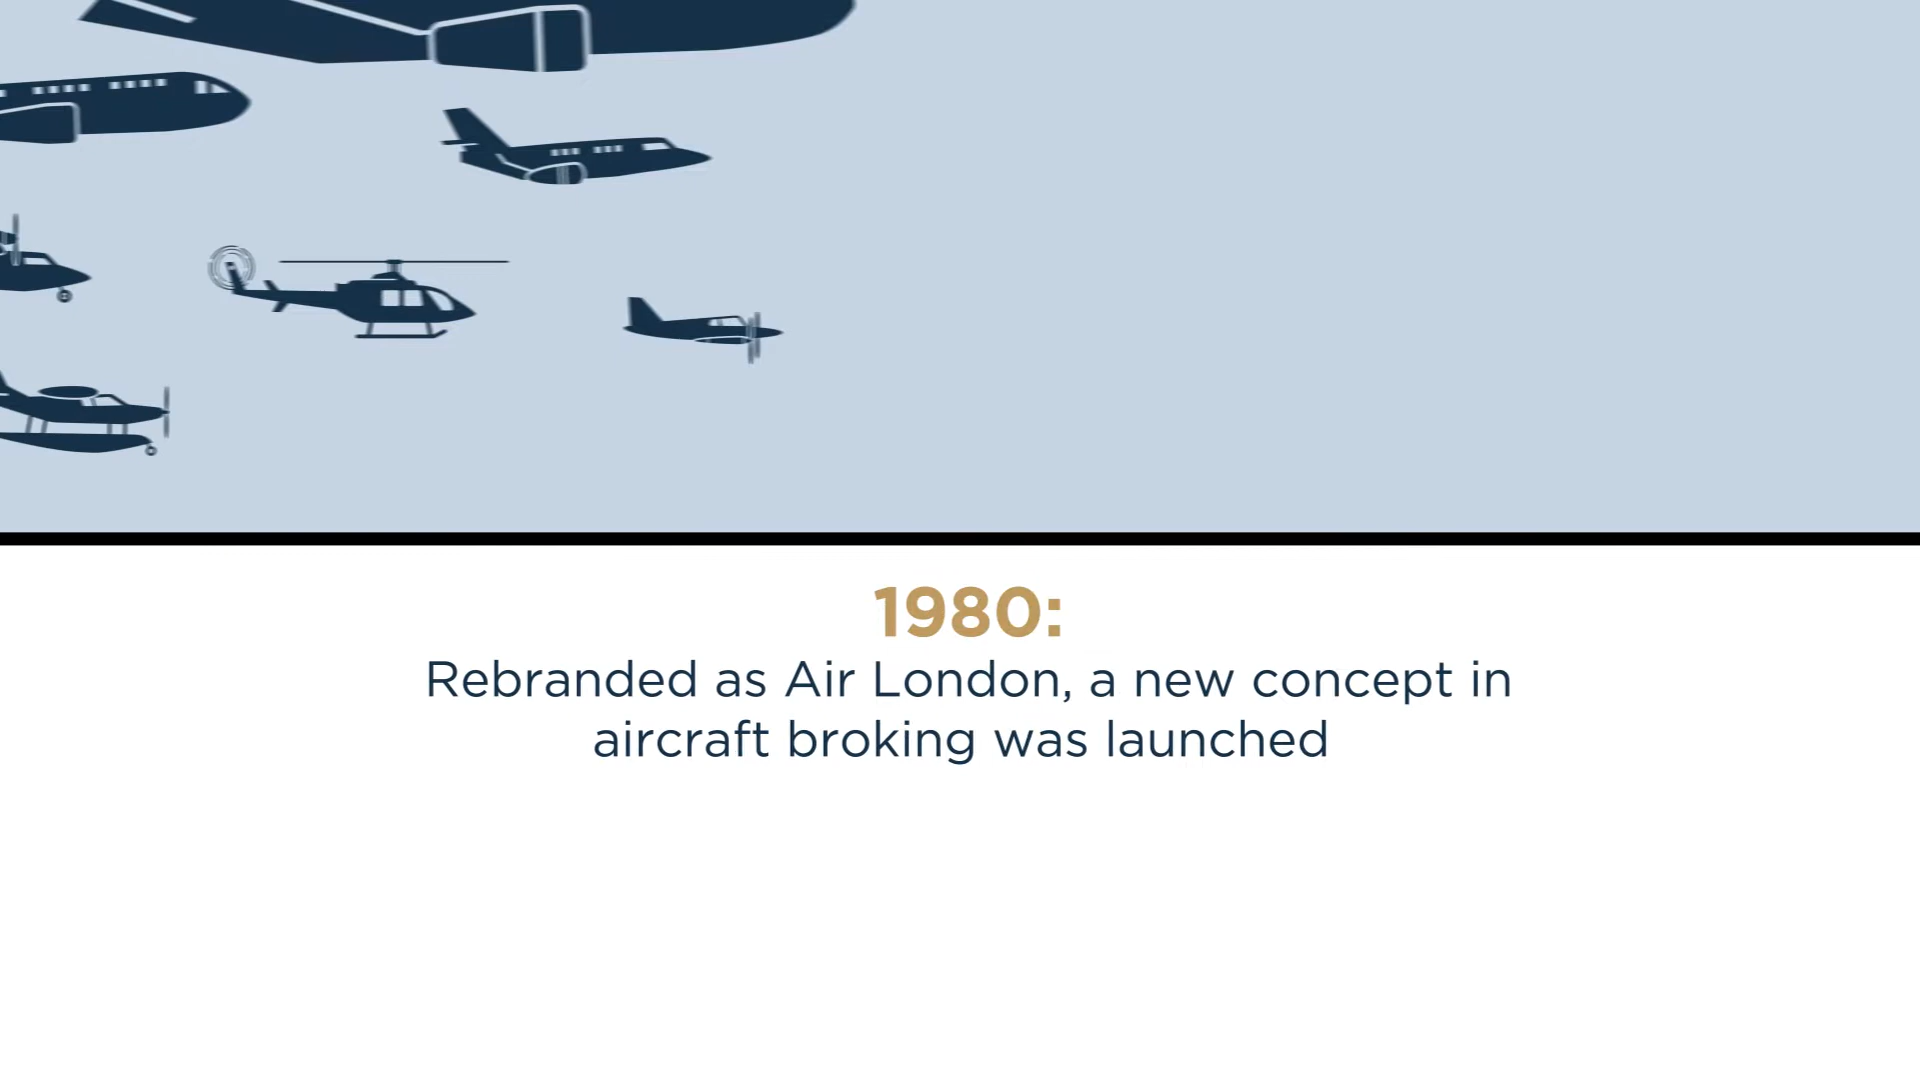 1980:
Rebranded as Air London, a new concept in
aircraft broking was launched